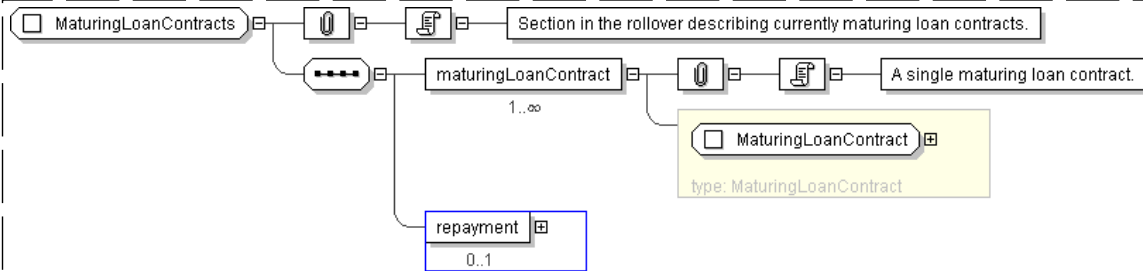 MaturingLoanContracts
Section in the rollover describing currently maturing loan contracts.
maturingLoanContract
A single maturing loan contract.
1..∞
MaturingLoanContract
type: MaturingLoanContract
repayment
0..1